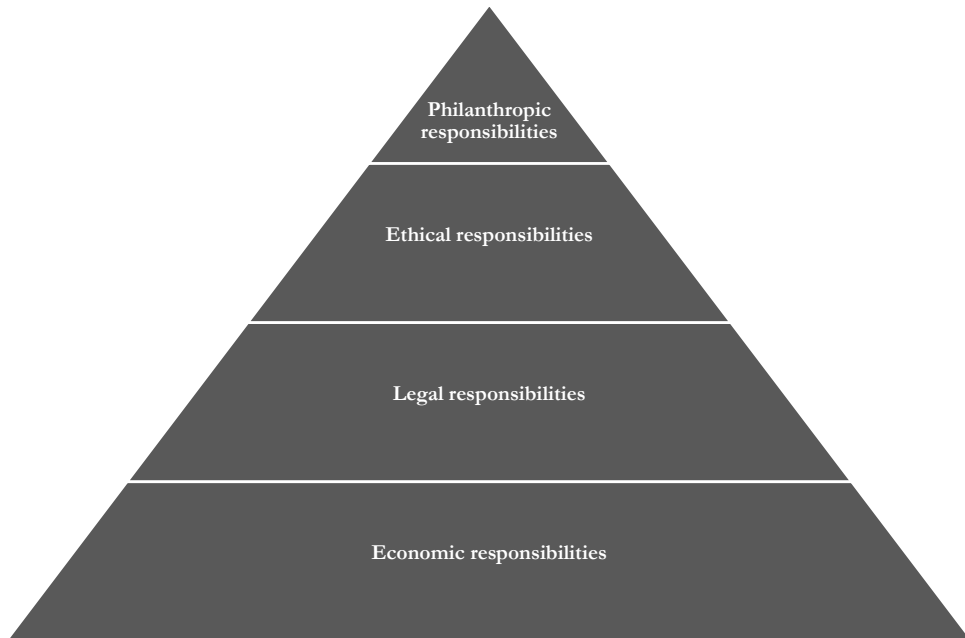 Philanthropic
responsibilities
Ethical responsibilities
Legal responsibilities
Economic responsibilities